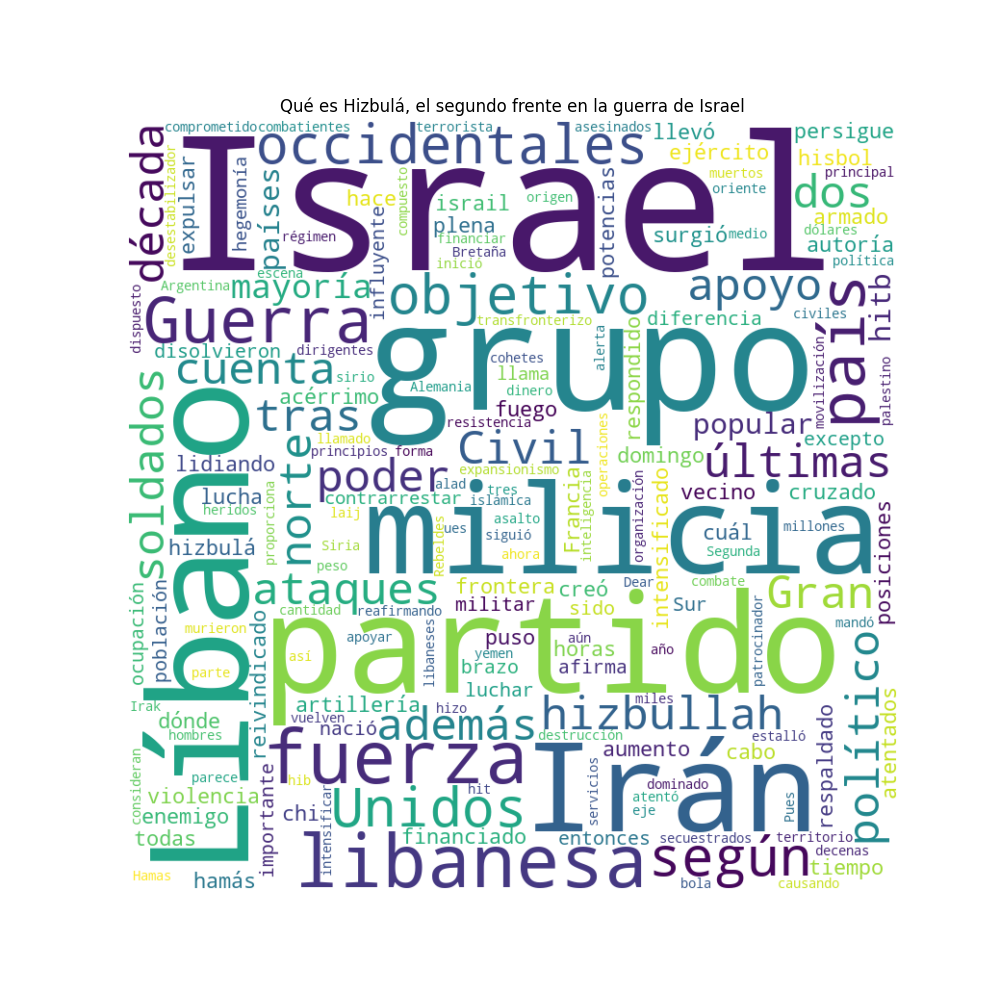 Qué es Hizbulá, el segundo frente en la guerra de Israel
comprometido combatientes terrorista asesinados llevó persigue
Israel
occidentales
ejército hisbol
muertos principal
década
desestabilizador
expulsar
hegemonía
países
hace
compuesto
israil
origen
oriente
dos
potencias
plena
financiar
régimen
Bretaña
inició
surgió medio
armado
dólares
autoría
política
escena
Argentina
mayoría
influyente
objetivo
apoyo
país
hitb
civiles
dispuesto
Guerra
transfronterizo
diferencia
disolvieron dirigentes
grupo
cohetes
alerta
respondido
movilización
palestino
cuenta
sirio
acérrimo
Alemania
llama
dinero
soldados
Líbano
tras
fuego
resistencia
llamado
principios forma
Civil
operaciones
popular
excepto
domingo
últimas
lidiando
norte
poder
expansionismo
lucha
contrarrestar
alad
tres
islámica
Francia
inteligencia
organización
intensificado
vecino
cruzado
heridos
proporciona
laij
milicia
asalto
ues
siguió
cuál
millones
posiciones
hizbulá
Siria
Rebeldes
ahora
Segunda
peso
ocupación
población
ataques
frontera
creó
Dear
combate
Gran
cantidad
reafirmando
militar
sido
Sur
patrocinador
mandó
murieron
partido
apoyar
libaneses
puso
horas
aún
año
político
reivindicado
así
yemen
parte
brazo
afirma
Irak
artillería
luchar
miles
atentados
dónde
vuelven
nació
además
hizo
hizbullah
estalló
hombres
fuerza
destrucción
aumento
cabo
respaldado
consideran
parece
importante
hib
hit
Irán
servicios
dominado
violencia
chi
intensificar
Unidos
atentó
eje
Pues
enemigo
todas
financiado
entonces
secuestrados
territorio
decenas
Hamas
hamás
libanesa
según
tiempo
bola
causando